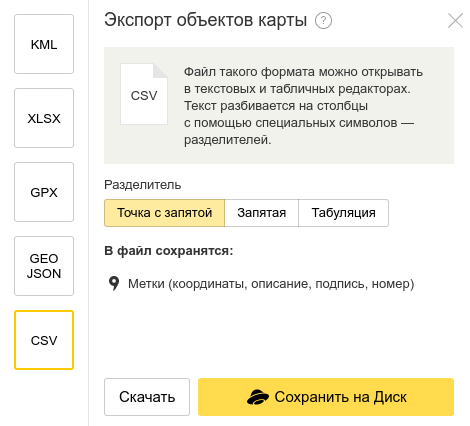 KML
XLSX
GPX
GEO
JSON
CSV
Экспорт объектов карты ?
CSV
Файл такого формата можно открывать
в текстовых и табличных редакторах.
Текст разбивается на столбцы
с помощью специальных символов —
разделителей.
Разделитель
Точка с запятой Запятая Табуляция
В файл сохранятся:
Метки (координаты, описание, подпись, номер)
Скачать Сохранить на Диск